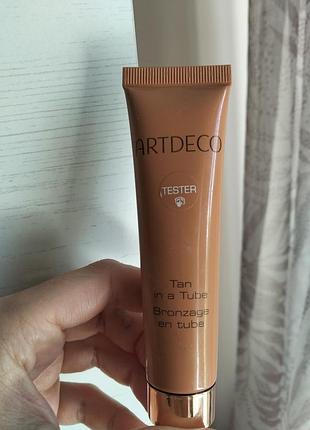 ARTDECO
TESTER
Tan
in a Tube
Bronzage
en tube